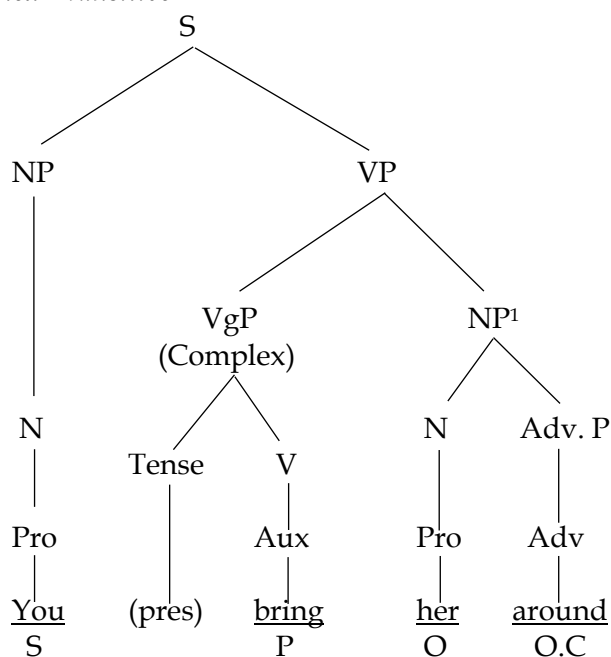 S
NP VP
VgP NP¹
(Complex)
N N Adv. P
Tense V
Pro Aux Pro Adv
You (pres) bring her around
S P O O.C